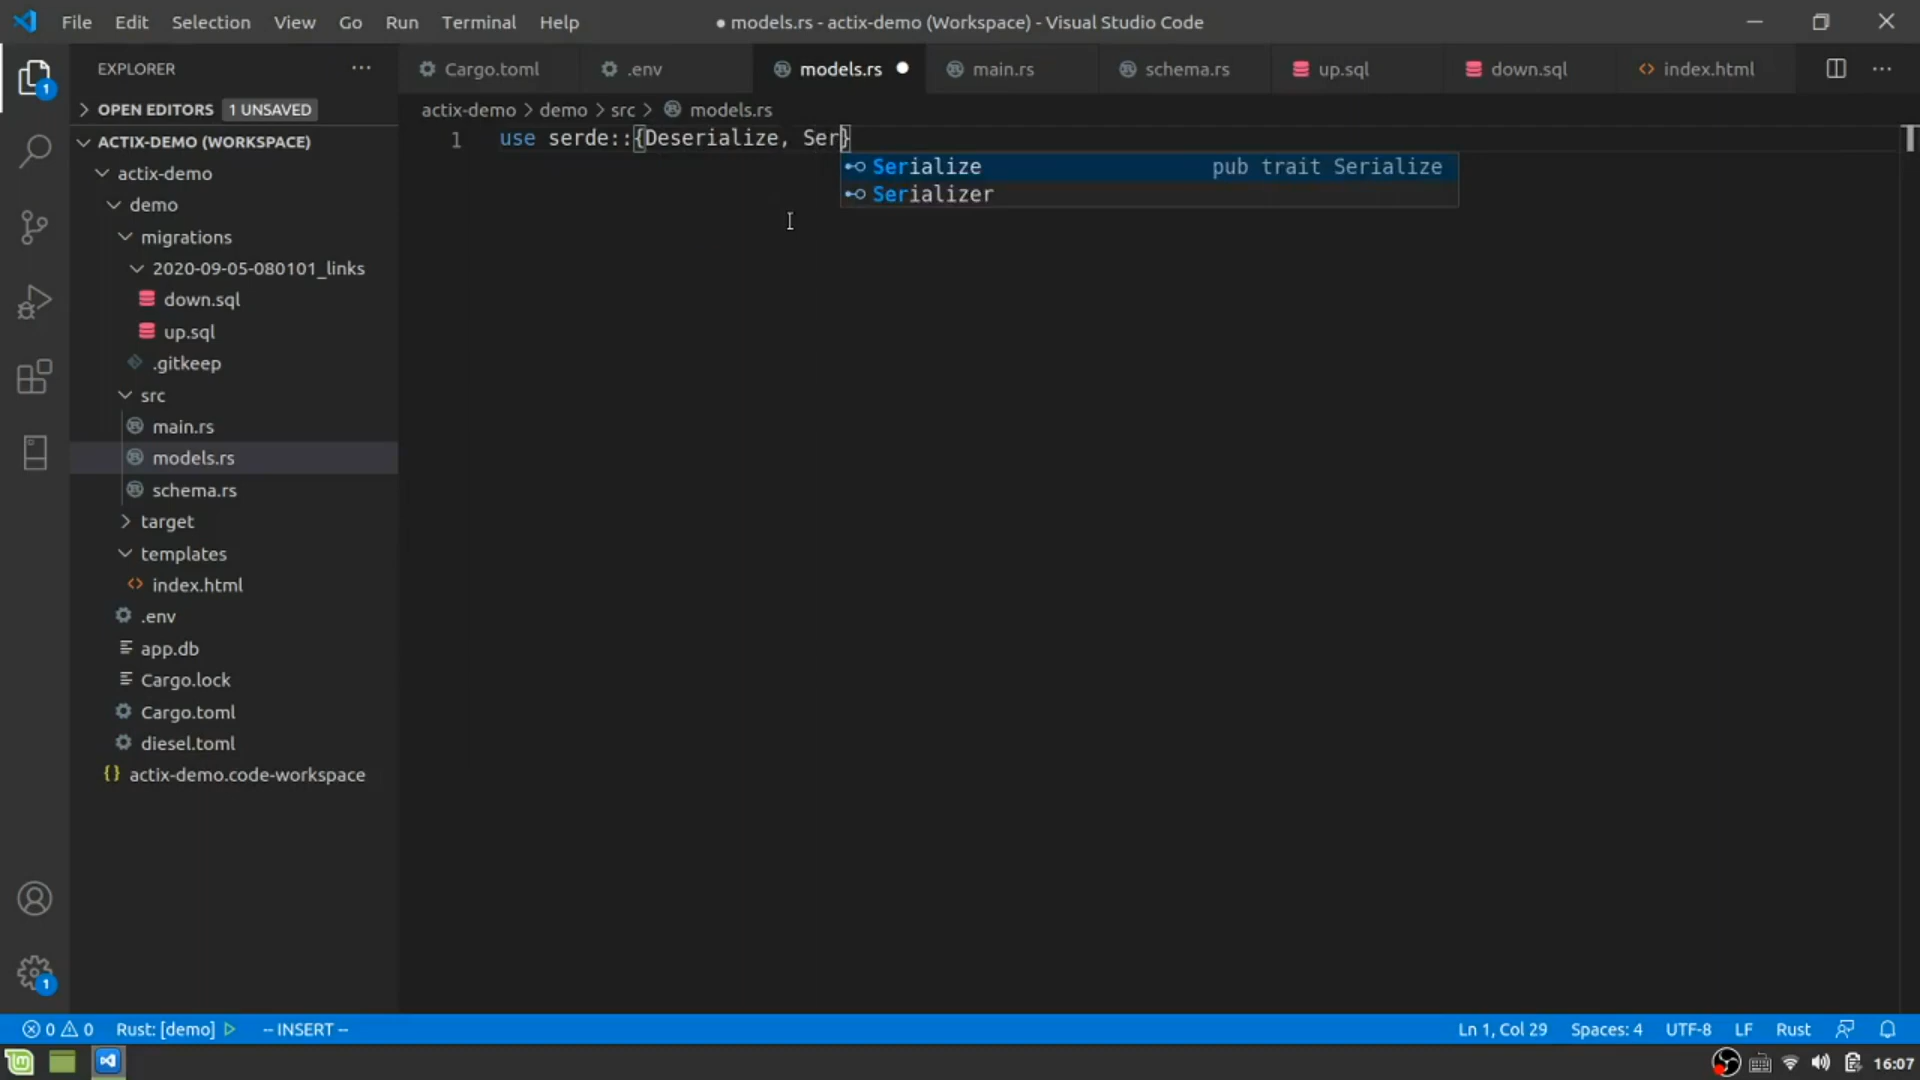 File Edit Selection View Go Run Terminal Help
● models.rs - actix-demo (Workspace) - Visual Studio Code
EXPLORER
Cargo.toml
.env
models.rs
main.rs
schema.rs
up.sql
down.sql
index.html
OPEN EDITORS 1 UNSAVED
actix-demo > demo > src > models.rs
ACTIX-DEMO (WORKSPACE)
1 use serde::{Deserialize, Ser}
Serialize pub trait Serialize
Serializer
actix-demo
demo
migrations
2020-09-05-080101_links
down.sql
up.sql
.gitkeep
src
main.rs
models.rs
schema.rs
target
templates
index.html
.env
app.db
Cargo.lock
Cargo.toml
diesel.toml
{} actix-demo.code-workspace
1
1
0 0 Rust: [demo] -- INSERT --
Ln 1, Col 29 Spaces: 4 UTF-8 LF Rust
16:07